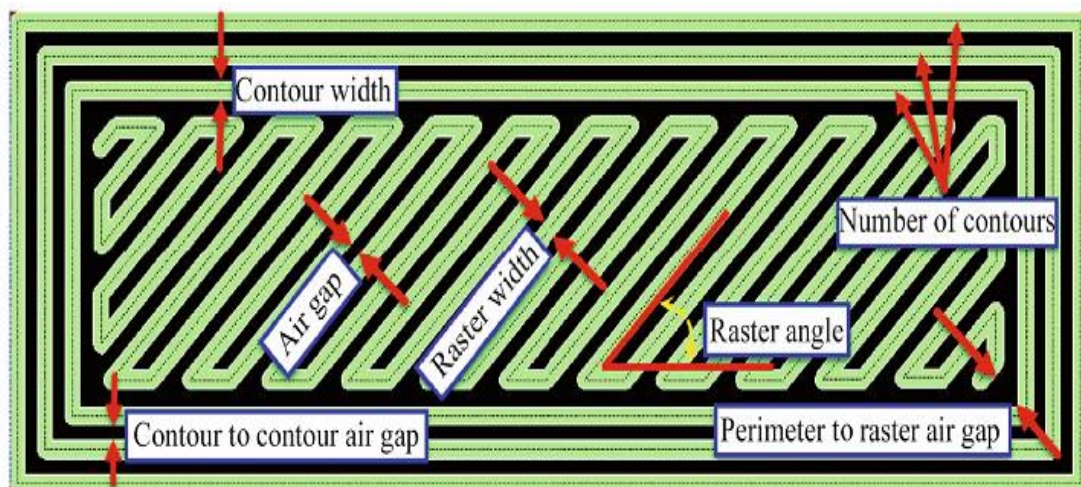 Contour width
Number of contours
Air gap
Raster width
Raster angle
Contour to contour air gap
Perimeter to raster air gap